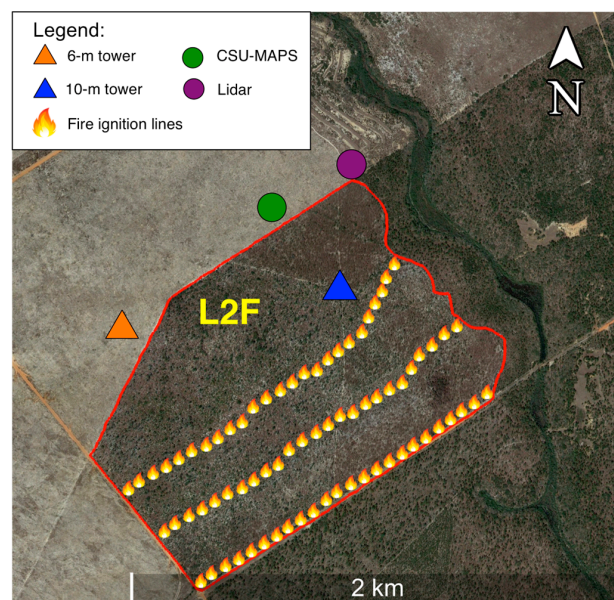 Legend:
6-m tower
CSU-MAPS
10-m tower
Lidar
Fire ignition lines
N
L2F
2 km